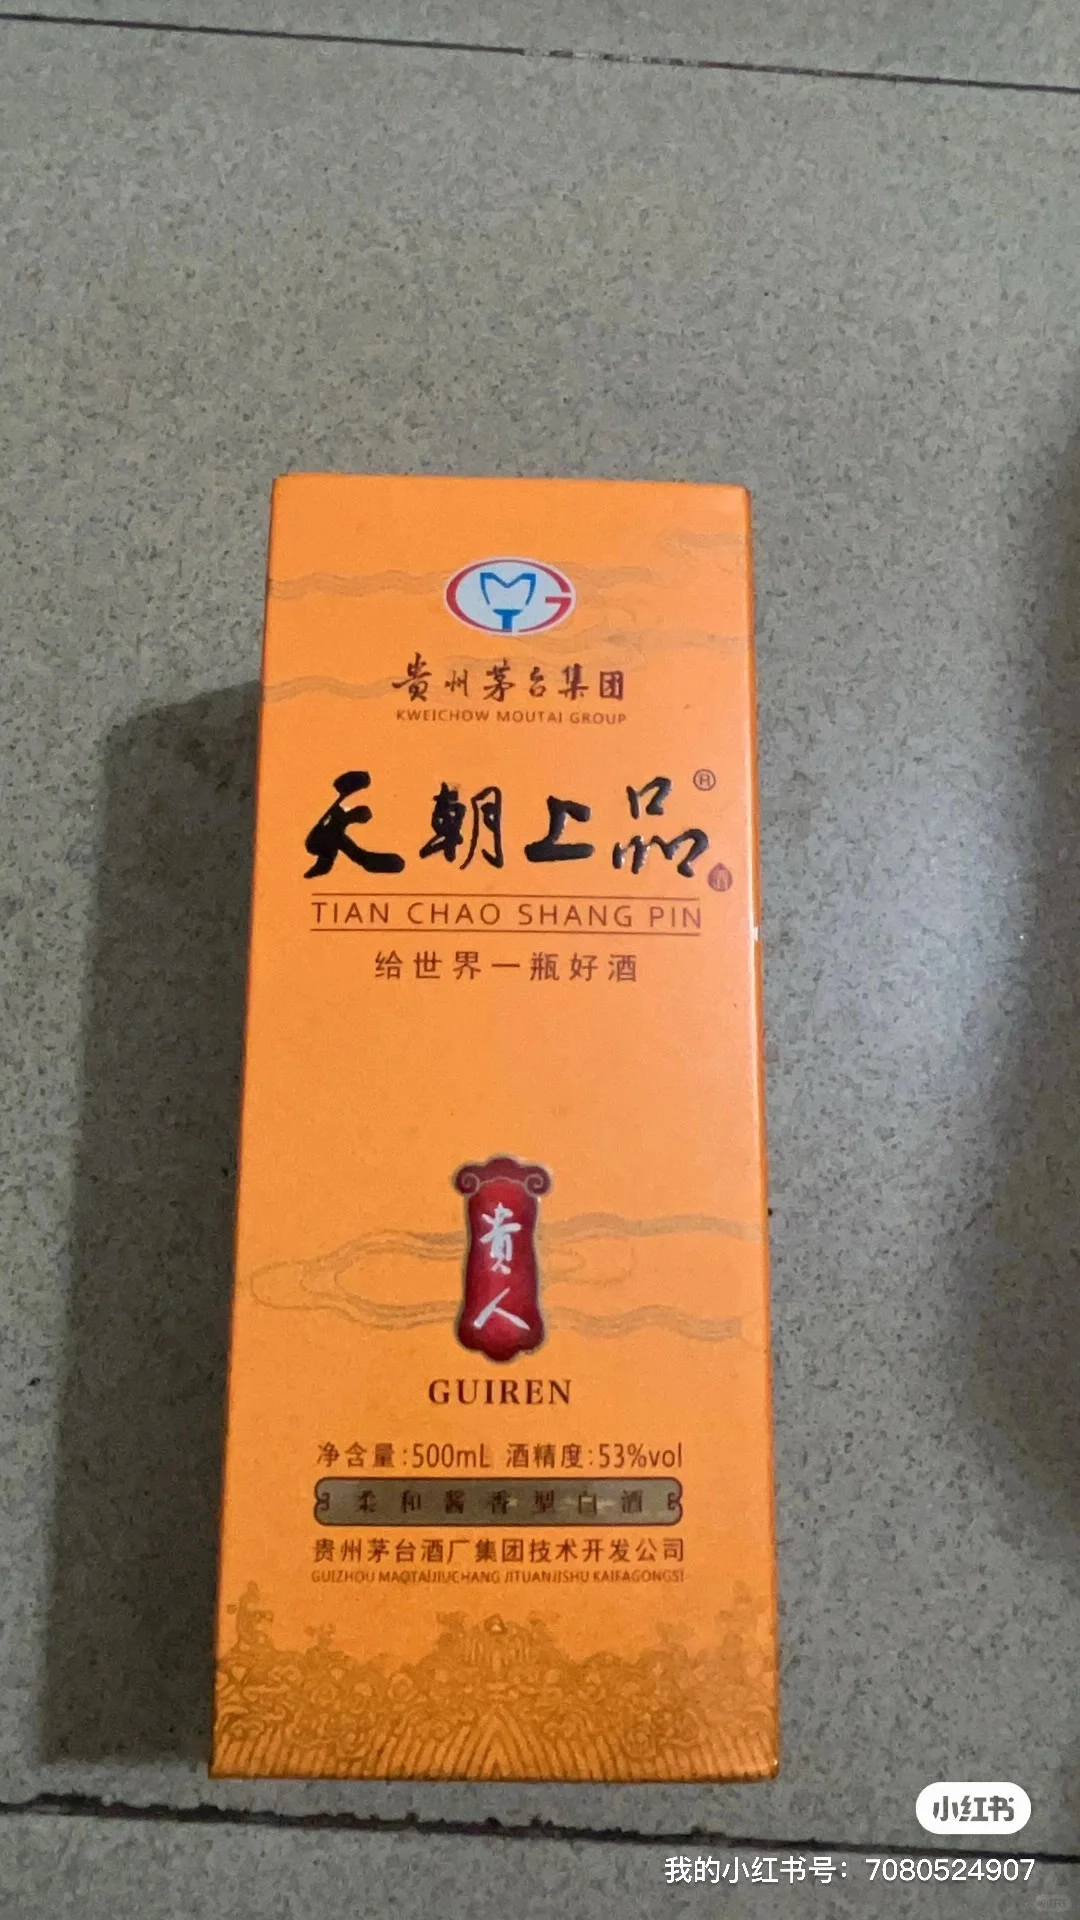 贵州茅台集团
KWEICHOW MOUTAI GROUP
天朝上品®
酒
TIAN CHAO SHANG PIN
给世界一瓶好酒
貴人
GUIREN
净含量:500mL 酒精度:53%vol
柔和酱香型白酒
贵州茅台酒厂集团技术开发公司
GUIZHOU MAOTAIJIUCHANG JITUANJISHU KAIFAGONGSI
小红书
我的小红书号：7080524907